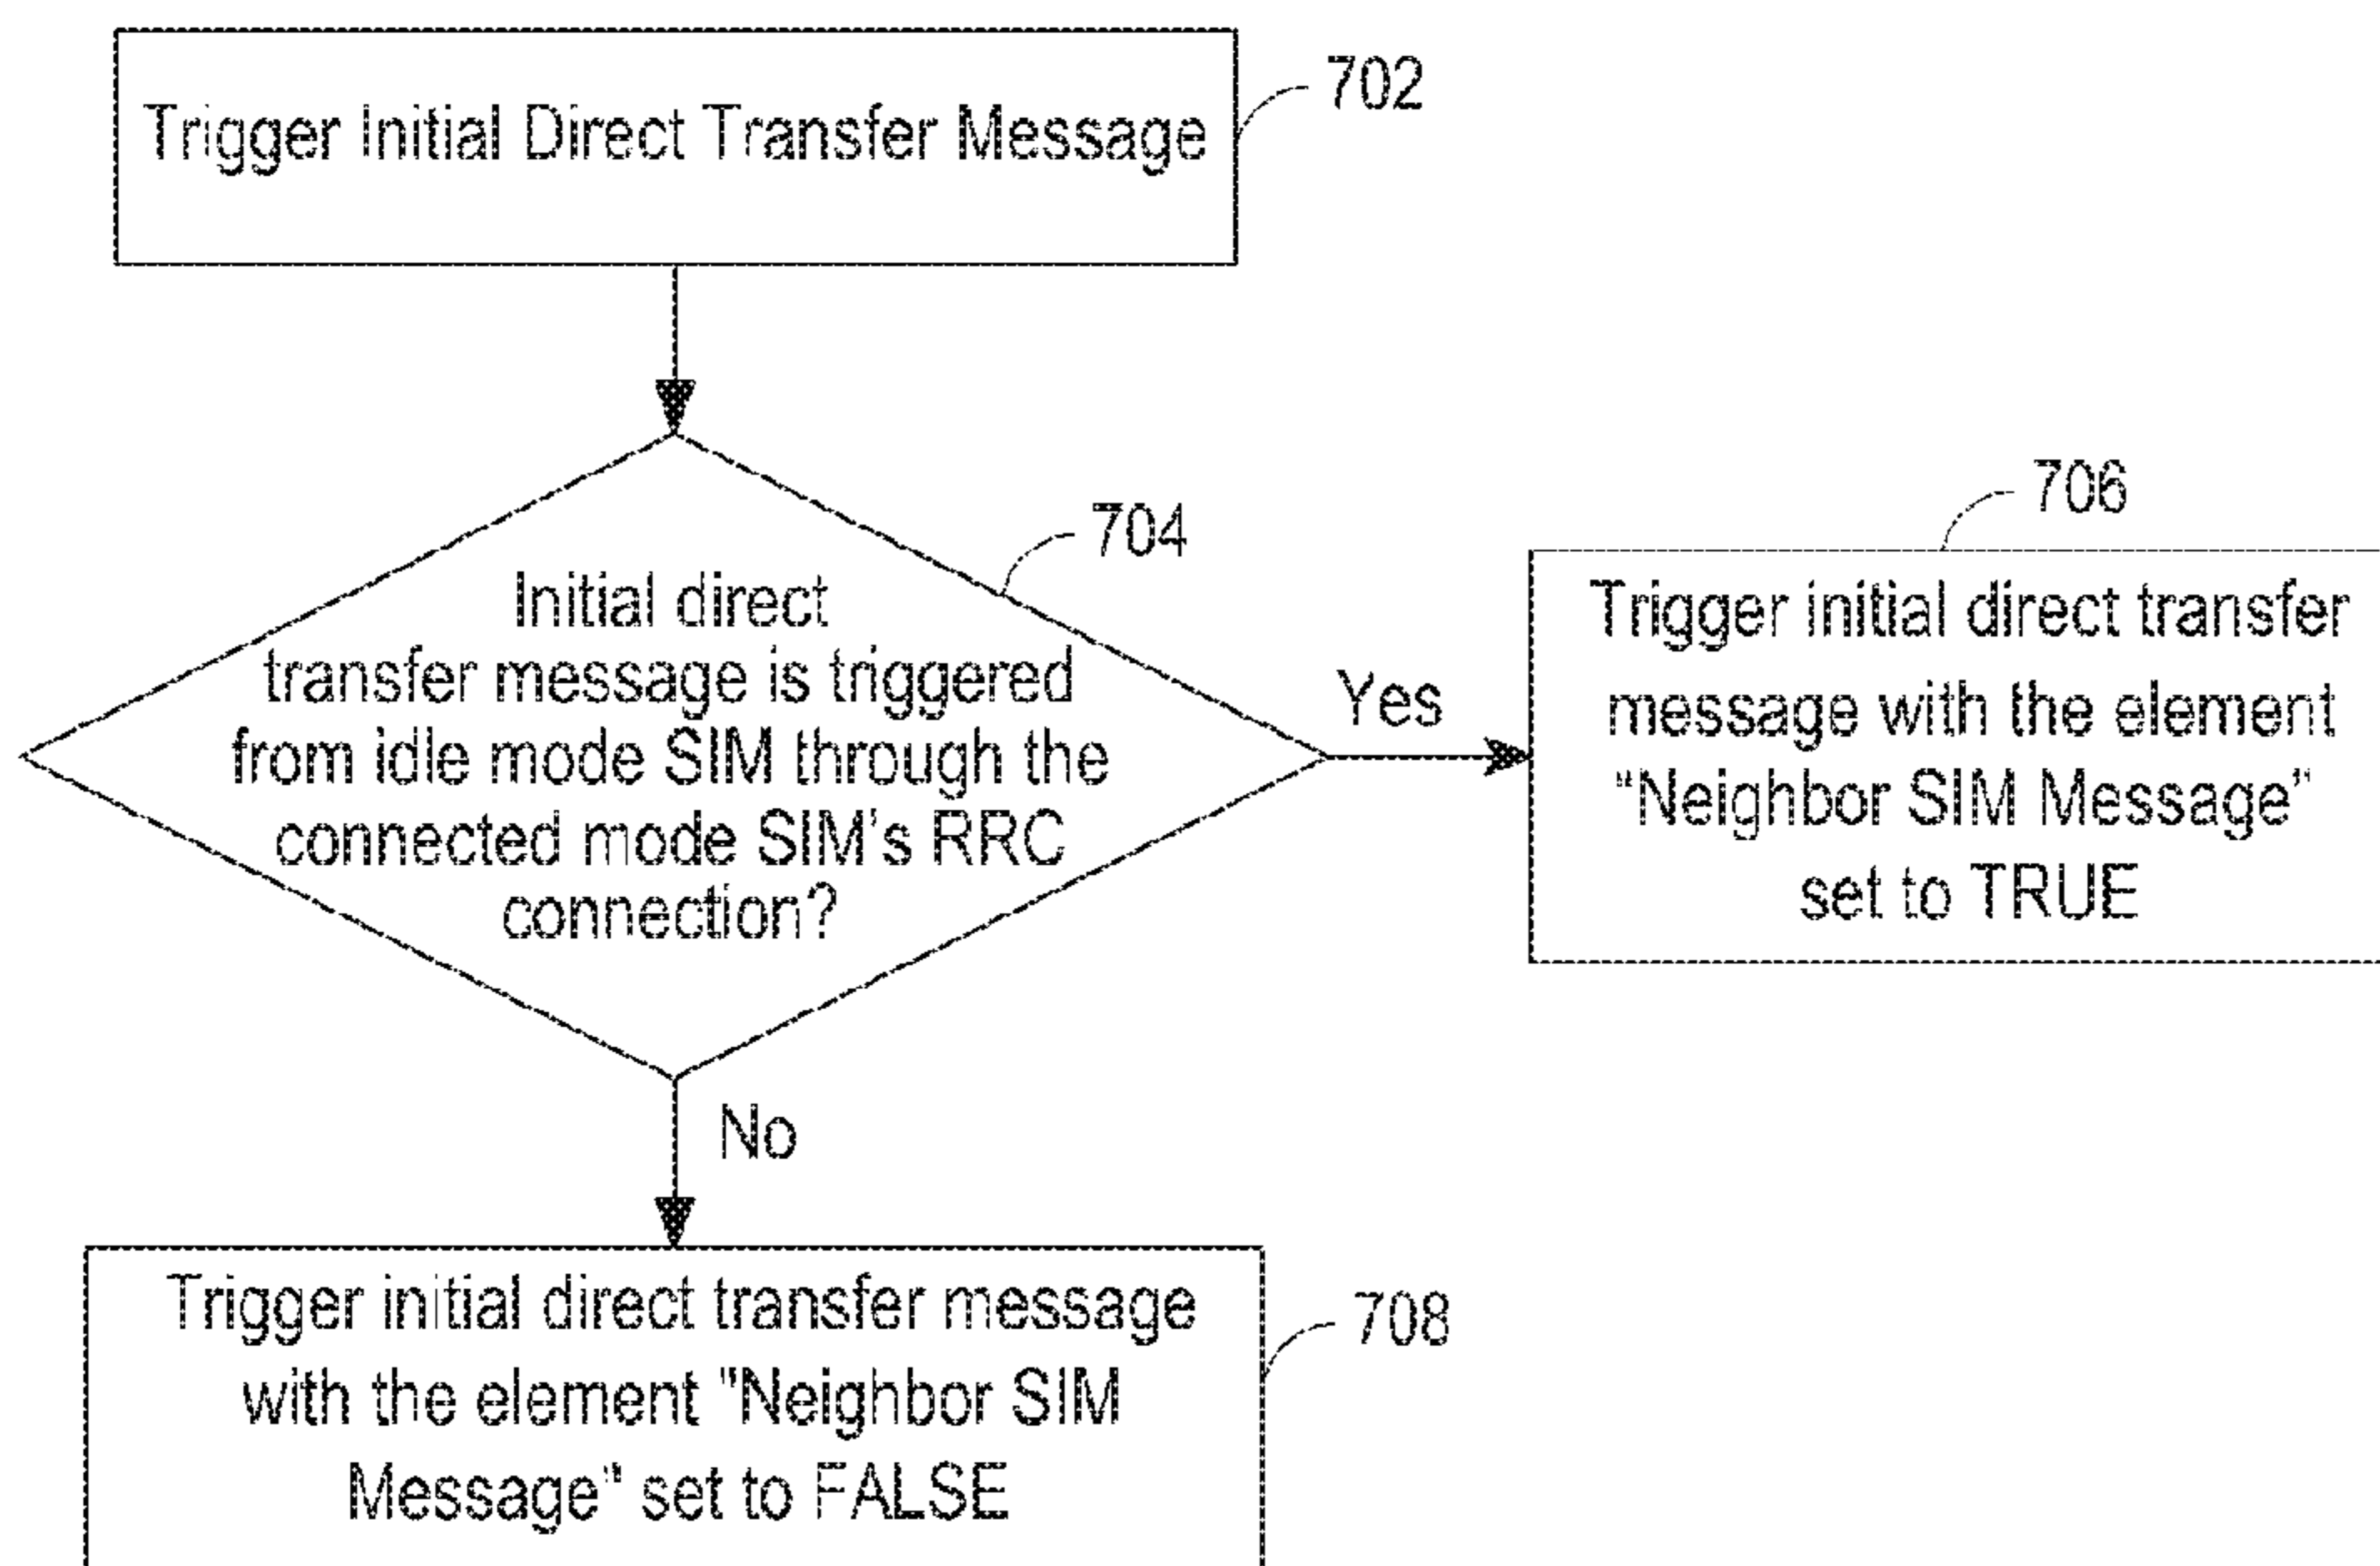 Trigger Initial Direct Transfer Message
702
704
Initial direct
transfer message is triggered
from idle mode SIM through the
connected mode SIM's RRC
connection?
Yes
706
Trigger initial direct transfer
message with the element
“Neighbor SIM Message”
set to TRUE
No
Trigger initial direct transfer message
with the element "Neighbor SIM
Message" set to FALSE
708